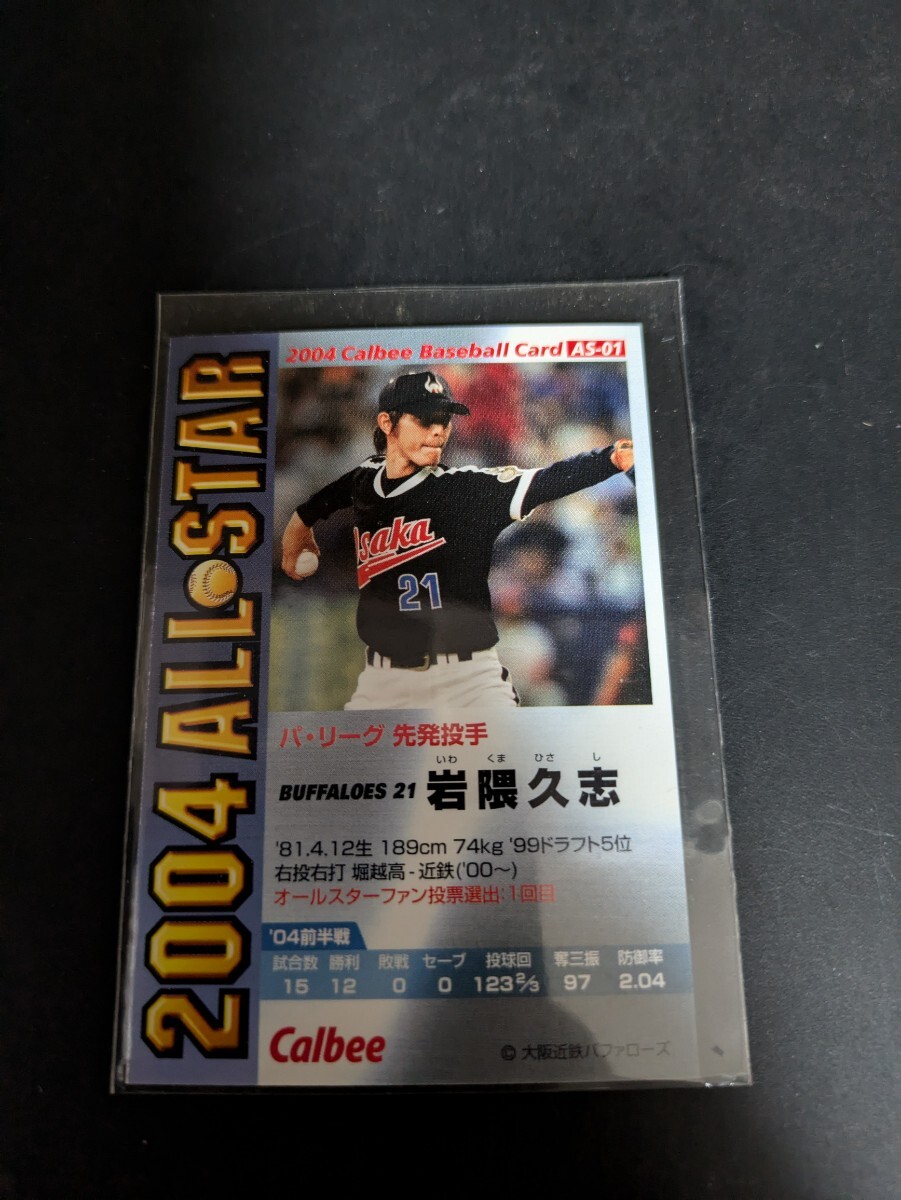 2004 ALL STAR
2004 Calbee Baseball Card AS-01
Osaka
21
パ・リーグ 先発投手
いわ くま ひさ し
BUFFALOES 21 岩隈久志
'81.4.12生 189cm 74kg '99ドラフト5位
右投右打 堀越高-近鉄('00～)
オールスターファン投票選出:1回目
'04前半戦
試合数 勝利 敗戦 セーブ 投球回 奪三振 防御率
15 12 0 0 123 2/3 97 2.04
Calbee
© 大阪近鉄バファローズ